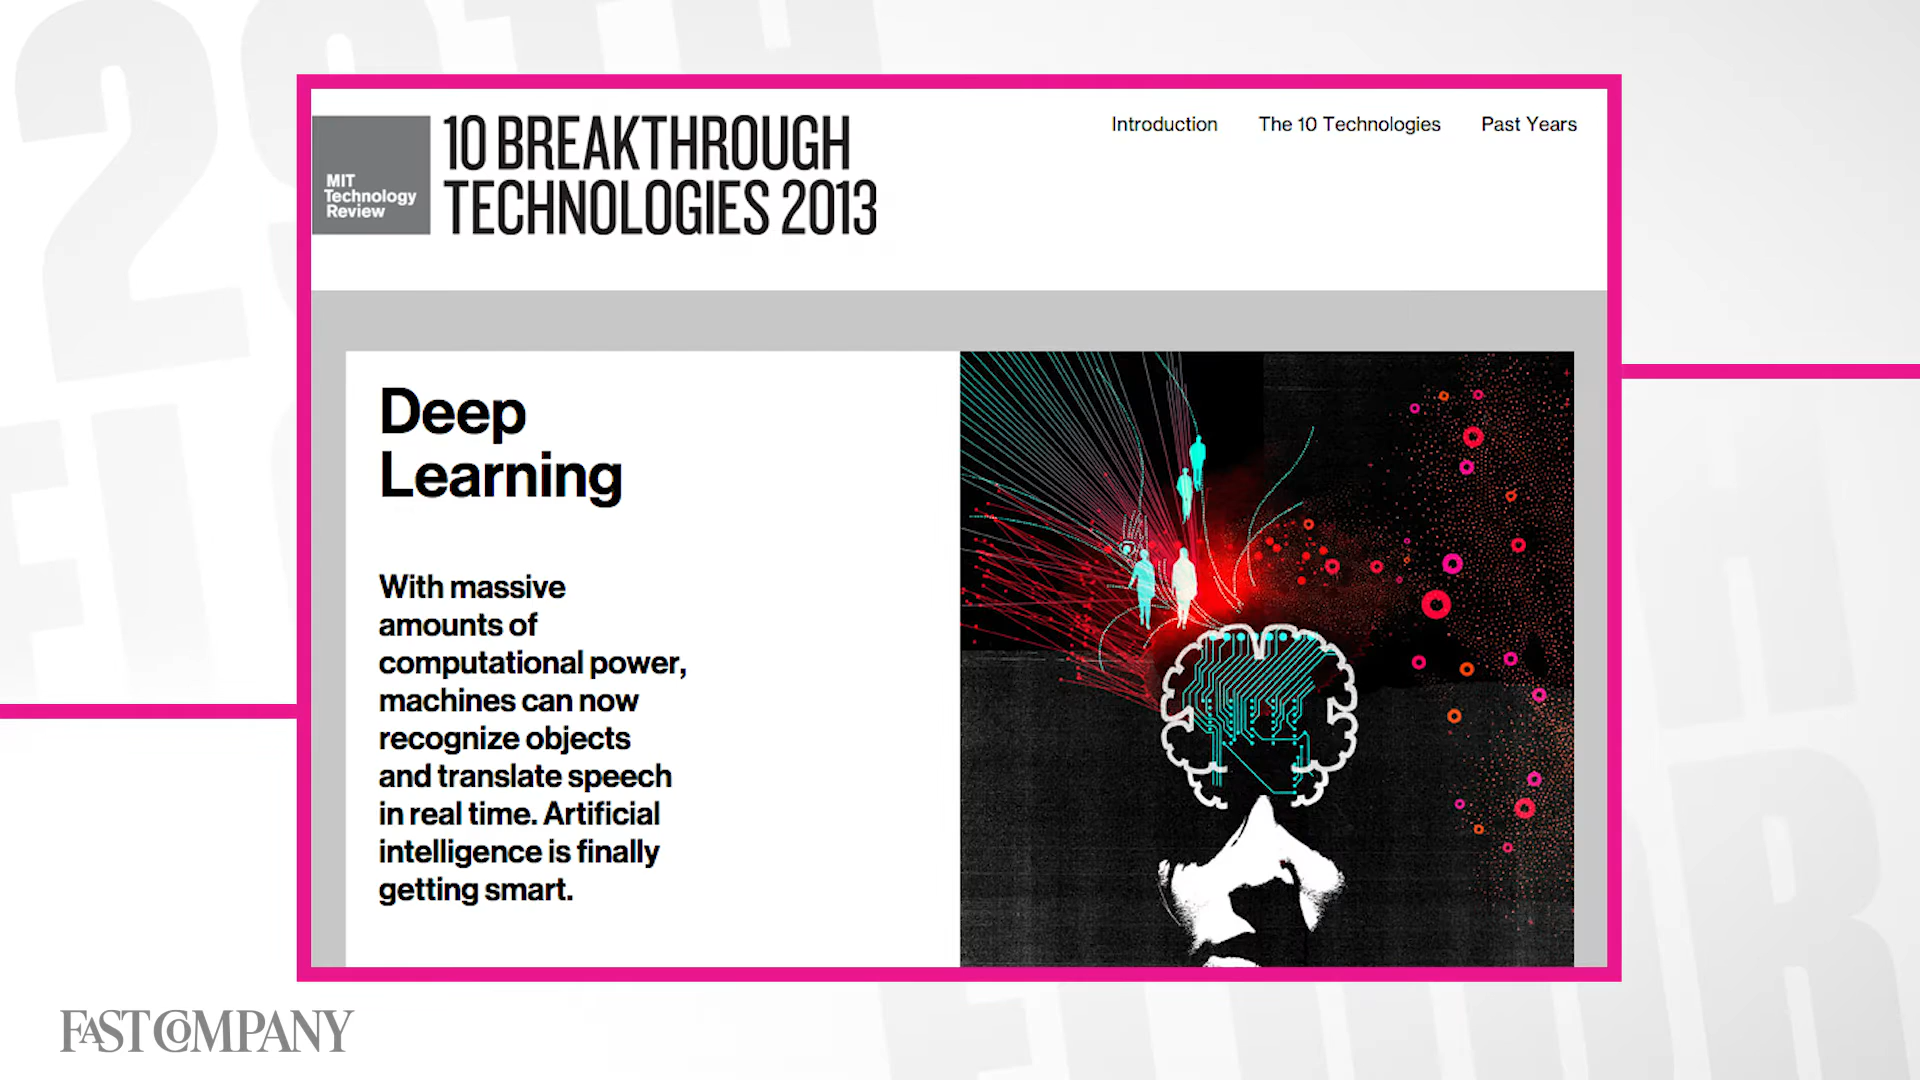 29TH
FLOOR
MIT
Technology
Review
10 BREAKTHROUGH
TECHNOLOGIES 2013
Introduction
The 10 Technologies
Past Years
Deep
Learning
With massive
amounts of
computational power,
machines can now
recognize objects
and translate speech
in real time. Artificial
intelligence is finally
getting smart.
FAST COMPANY